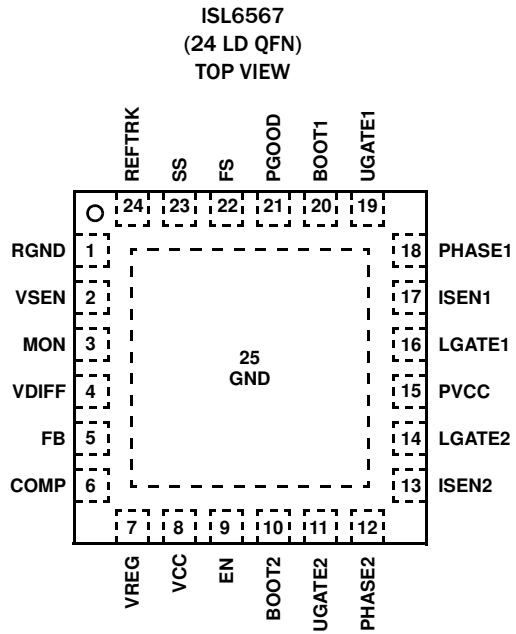 ISL6567
(24 LD QFN)
TOP VIEW
REFTRK
SS
FS
PGOOD
BOOT1
UGATE1
24
23
22
21
20
19
RGND 1
VSEN 2
MON 3
VDIFF 4
FB 5
COMP 6
25
GND
18 PHASE1
17 ISEN1
16 LGATE1
15 PVCC
14 LGATE2
13 ISEN2
7
8
9
10
11
12
VREG
VCC
EN
BOOT2
UGATE2
PHASE2